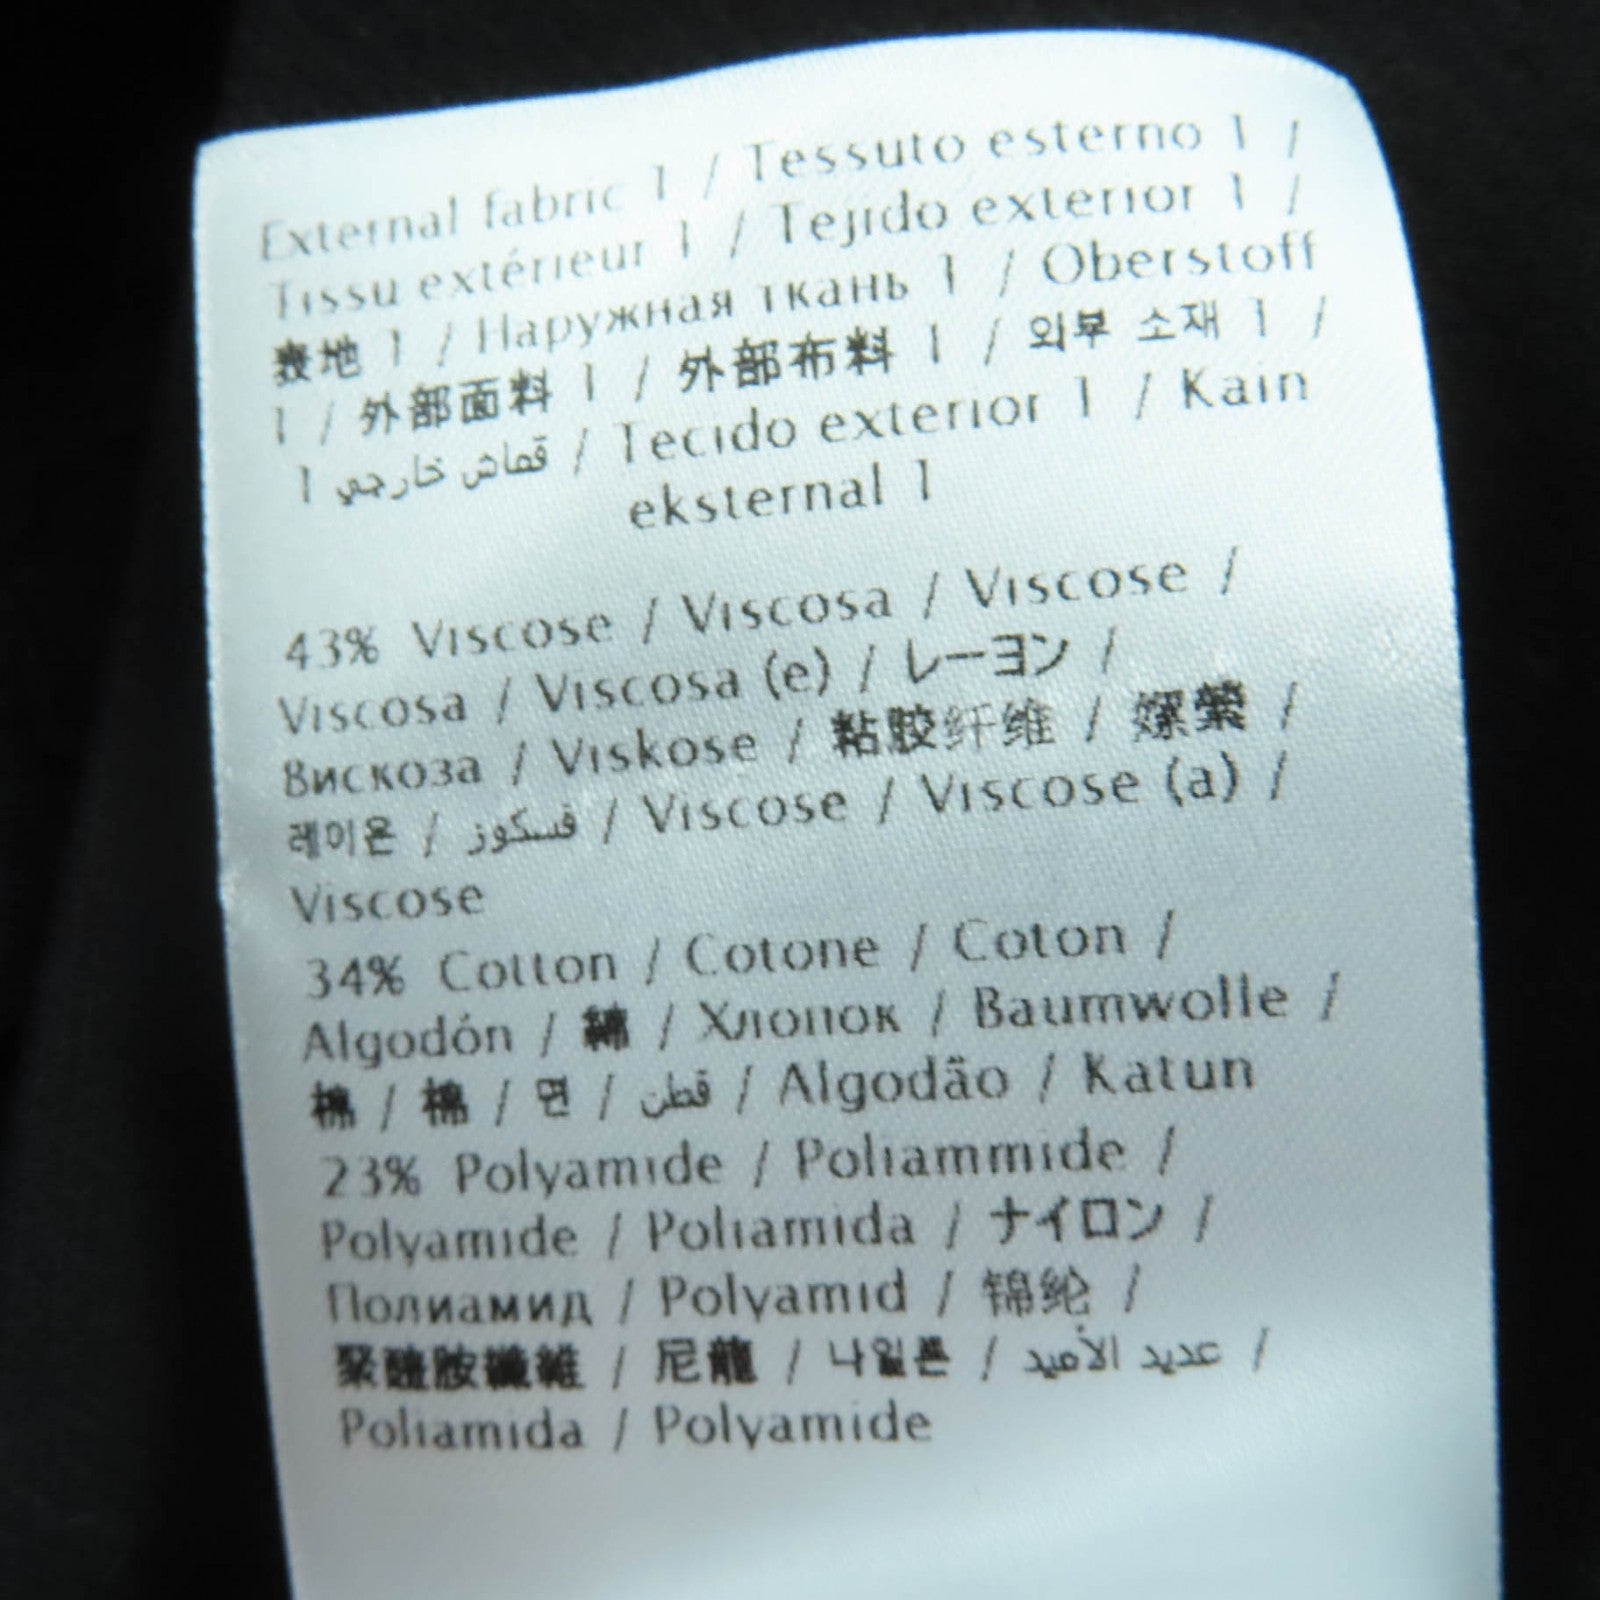 External fabric 1 / Tessuto esterno 1 /
Tissu extérieur 1 / Tejido exterior 1 /
表地 1 / Наружная ткань 1 / Oberstoff
1 / 外部面料 1 / 外部布料 1 / 외부 소재 1 /
قماش خارجي 1 / Tecido exterior 1 / Kain
eksternal 1
43% Viscose / Viscosa / Viscose /
Viscosa / Viscosa (e) / レーヨン /
Вискоза / Viskose / 粘胶纤维 / 嫘縈 /
레이온 / فسكوز / Viscose / Viscose (a) /
Viscose
34% Cotton / Cotone / Coton /
Algodón / 綿 / Хлопок / Baumwolle /
棉 / 棉 / 면 / قطن / Algodão / Katun
23% Polyamide / Poliammide /
Polyamide / Poliamida / ナイロン /
Полиамид / Polyamid / 锦纶 /
聚醯胺纖維 / 尼龍 / 나일론 / عديد الأميد /
Poliamida / Polyamide